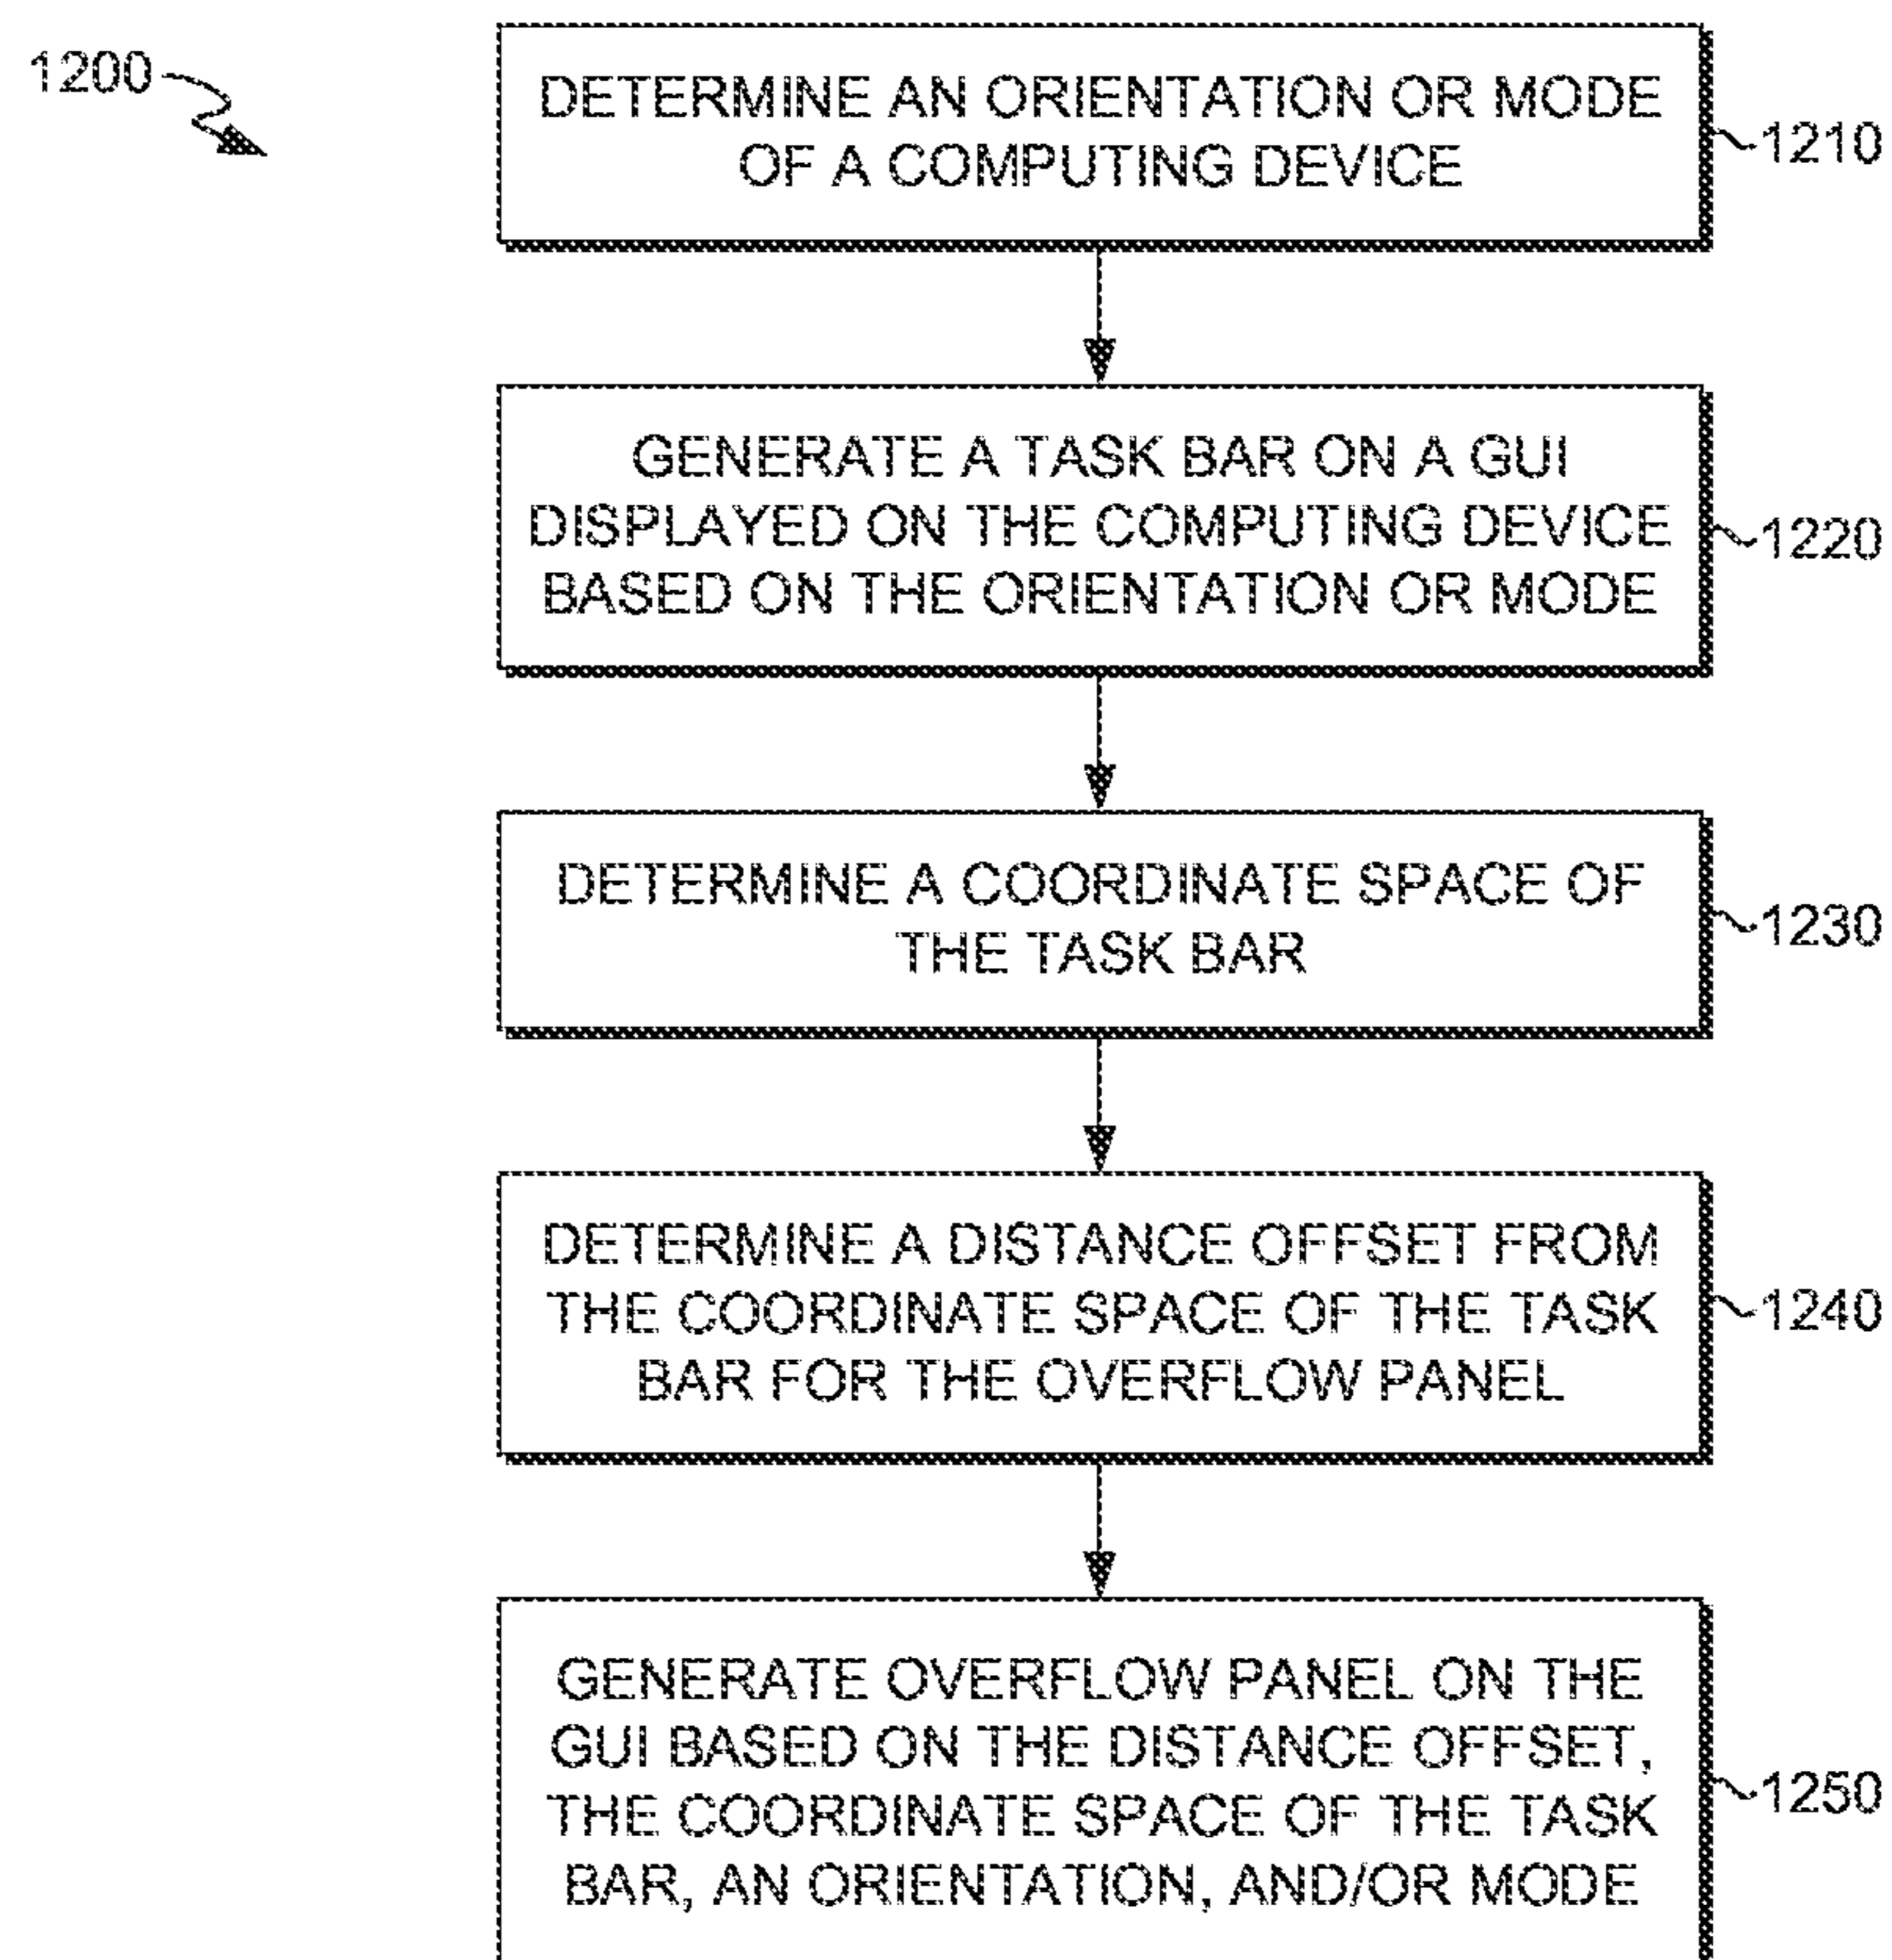 1200
DETERMINE AN ORIENTATION OR MODE
OF A COMPUTING DEVICE
1210
GENERATE A TASK BAR ON A GUI
DISPLAYED ON THE COMPUTING DEVICE
BASED ON THE ORIENTATION OR MODE
1220
DETERMINE A COORDINATE SPACE OF
THE TASK BAR
1230
DETERMINE A DISTANCE OFFSET FROM
THE COORDINATE SPACE OF THE TASK
BAR FOR THE OVERFLOW PANEL
1240
GENERATE OVERFLOW PANEL ON THE
GUI BASED ON THE DISTANCE OFFSET,
THE COORDINATE SPACE OF THE TASK
BAR, AN ORIENTATION, AND/OR MODE
1250